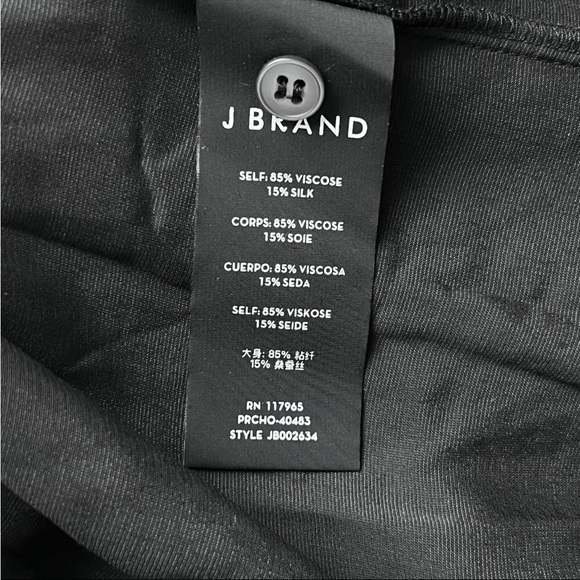 J BRAND
SELF: 85% VISCOSE
15% SILK
CORPS: 85% VISCOSE
15% SOIE
CUERPO: 85% VISCOSA
15% SEDA
SELF: 85% VISKOSE
15% SEIDE
大身: 85% 粘纤
15% 桑蚕丝
RN 117965
PRCHO-40483
STYLE JB002634